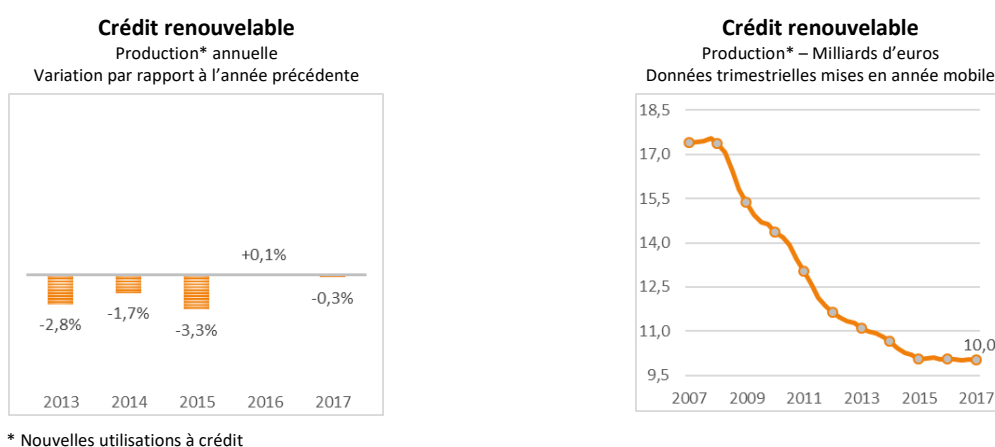 Crédit renouvelable
Production* annuelle
Variation par rapport à l'année précédente
+0,1%
-2,8%
-1,7%
-3,3%
-0,3%
2013 2014 2015 2016 2017
Crédit renouvelable
Production* – Milliards d'euros
Données trimestrielles mises en année mobile
18,5
17,0
15,5
14,0
12,5
11,0
9,5
10,0
2007 2009 2011 2013 2015 2017
* Nouvelles utilisations à crédit